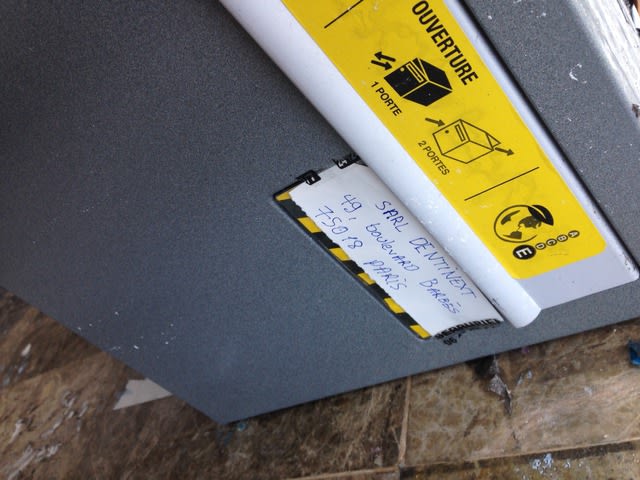 OUVERTURE
1 PORTE
2 PORTES
A
B
C
D
E
SARL DENTINEXT
49, boulevard BARBÈS
75018 PARIS